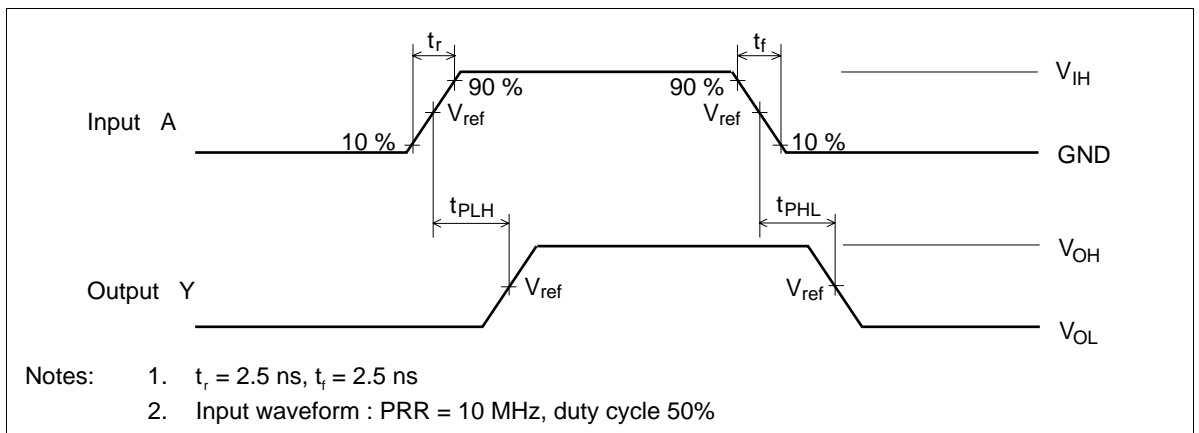 tr
tf
90 %
90 %
VIH
Input A
Vref
Vref
10 %
10 %
GND
tPLH
tPHL
VOH
Output Y
Vref
Vref
VOL
Notes: 1. tr = 2.5 ns, tf = 2.5 ns
2. Input waveform : PRR = 10 MHz, duty cycle 50%